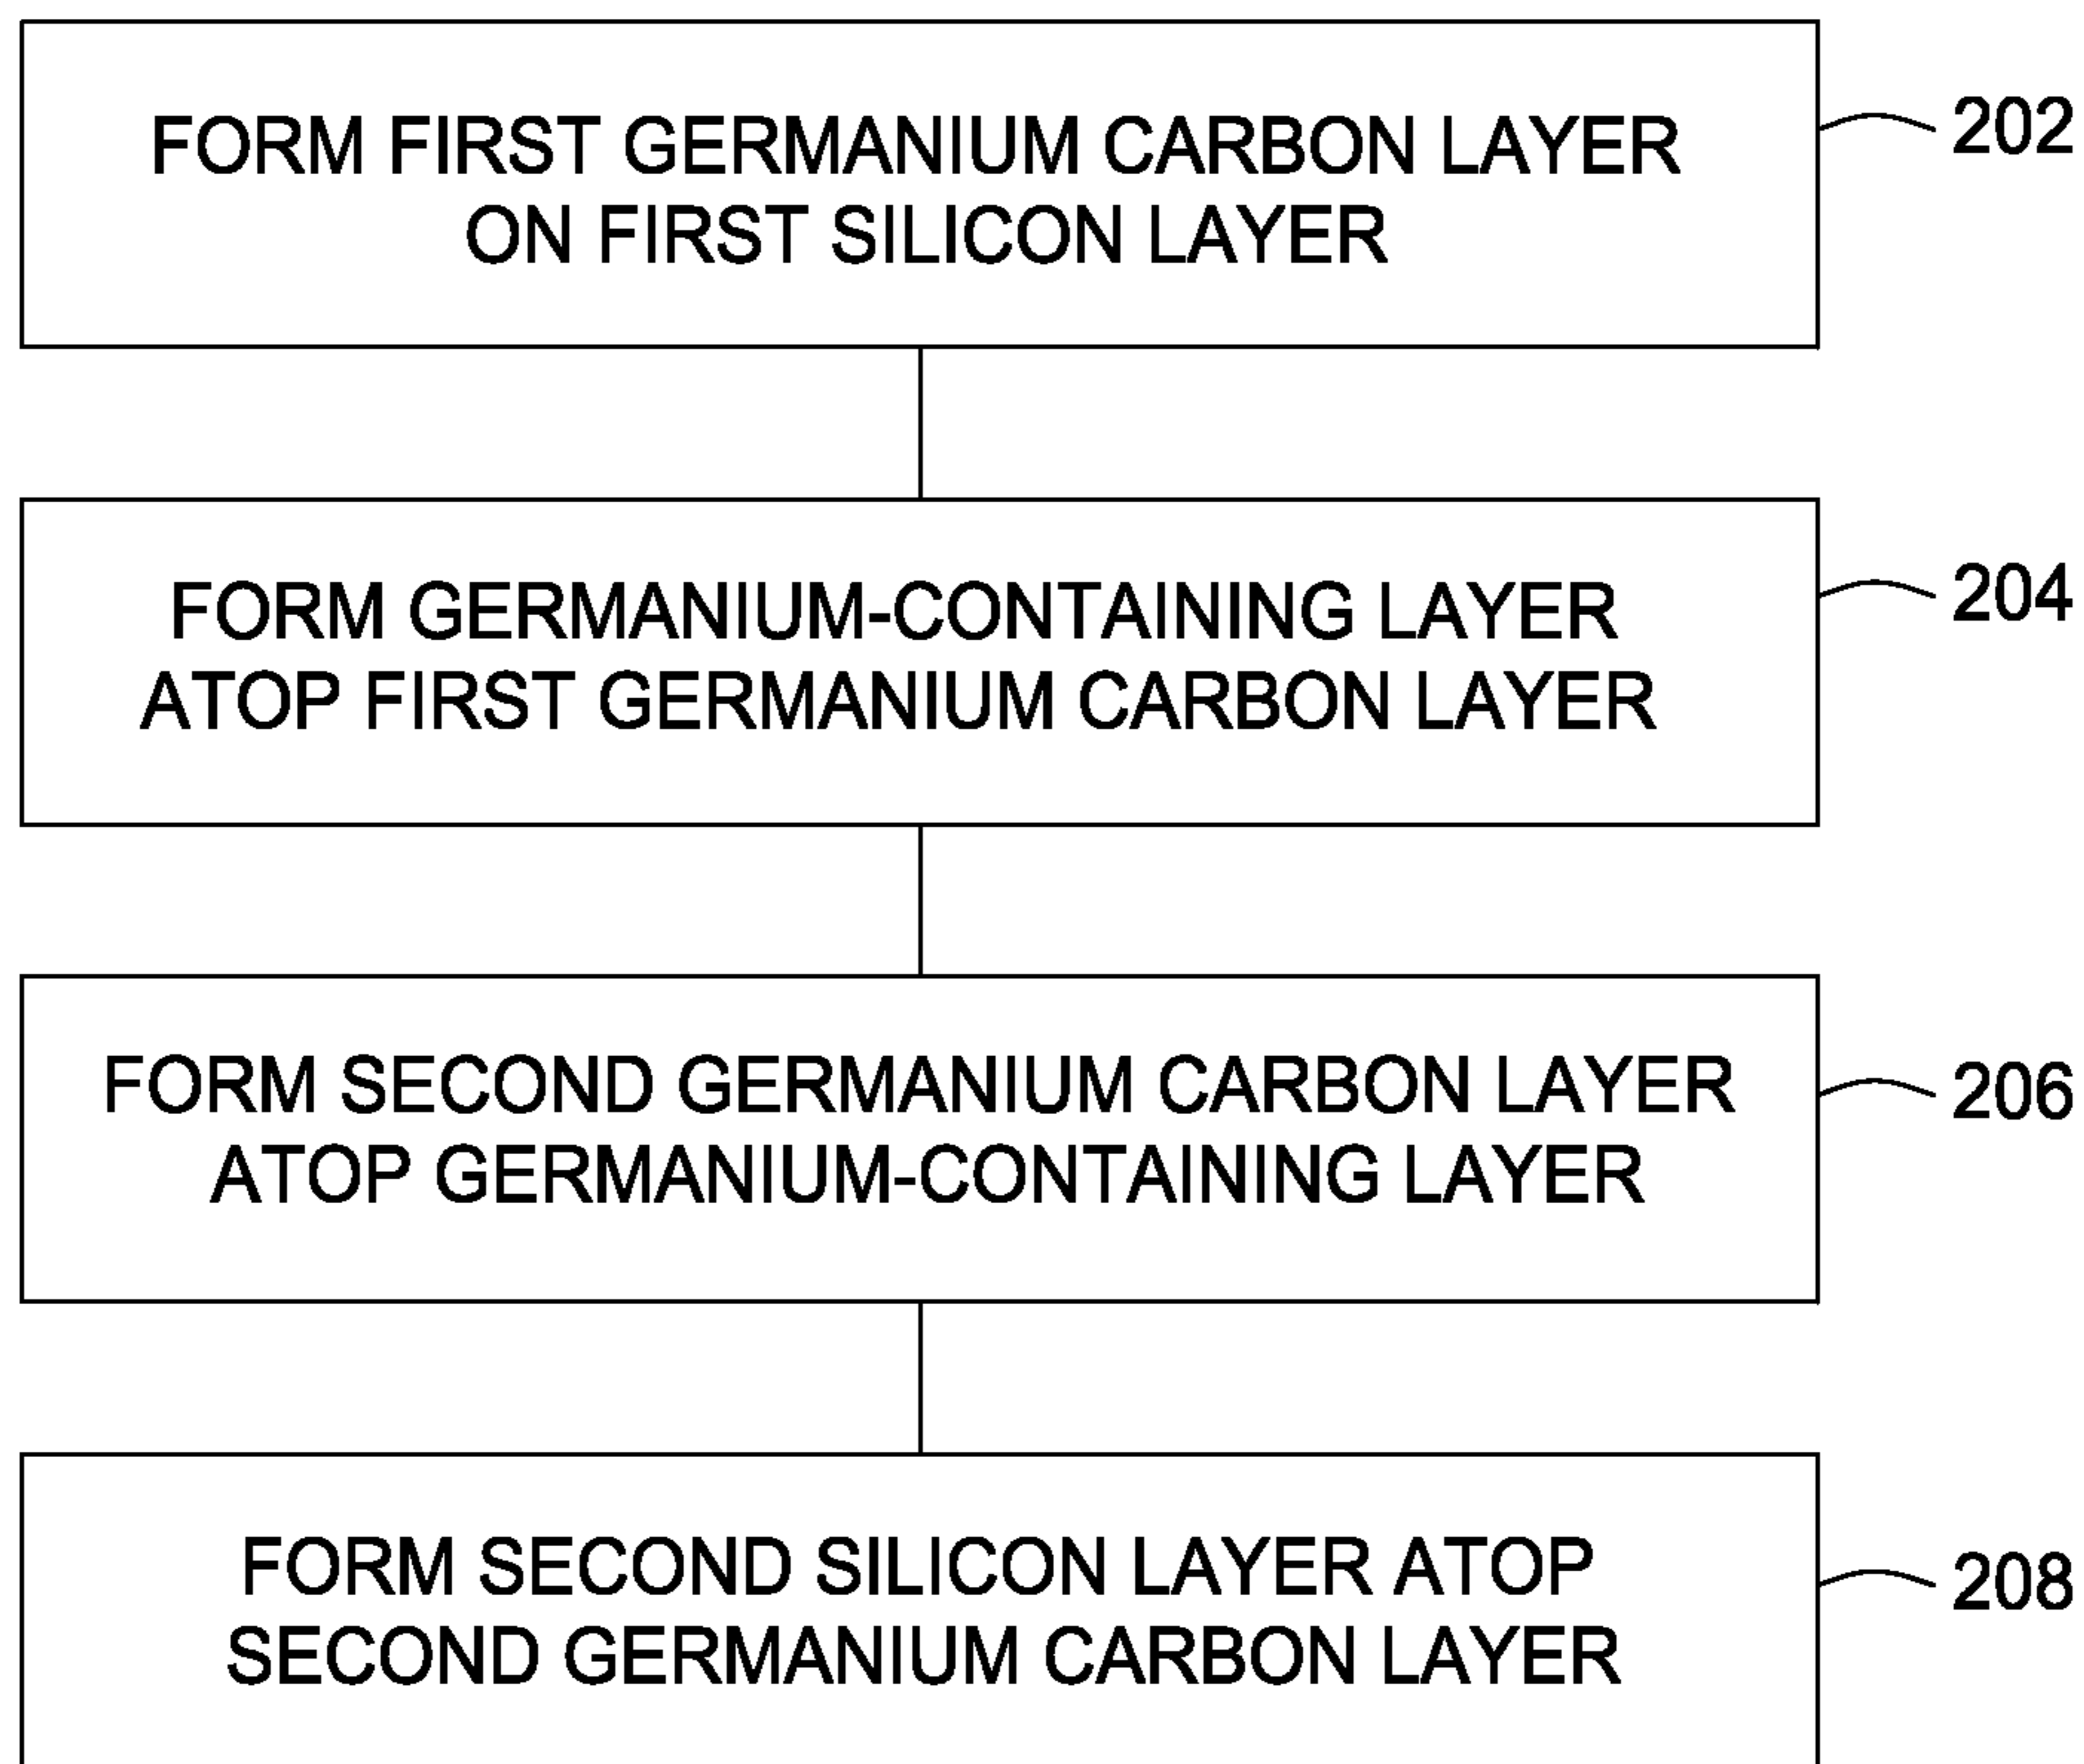 FORM FIRST GERMANIUM CARBON LAYER
ON FIRST SILICON LAYER
202
FORM GERMANIUM-CONTAINING LAYER
ATOP FIRST GERMANIUM CARBON LAYER
204
FORM SECOND GERMANIUM CARBON LAYER
ATOP GERMANIUM-CONTAINING LAYER
206
FORM SECOND SILICON LAYER ATOP
SECOND GERMANIUM CARBON LAYER
208